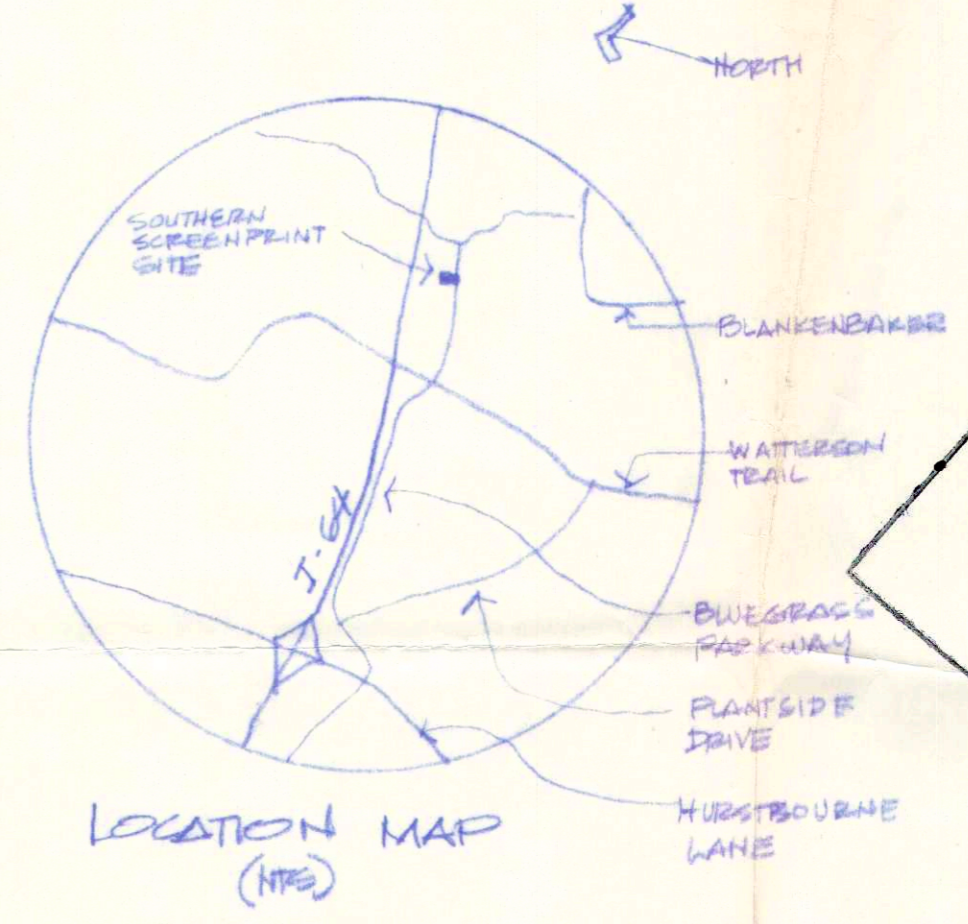 NORTH
SOUTHERN
SCREENPRINT
SITE
BLANKENBAKER
WATTERSON
TRAIL
I-64
BLUEGRASS
PARKWAY
PLANTSIDE
DRIVE
HURSTBOURNE
LANE
LOCATION MAP
(NTS)